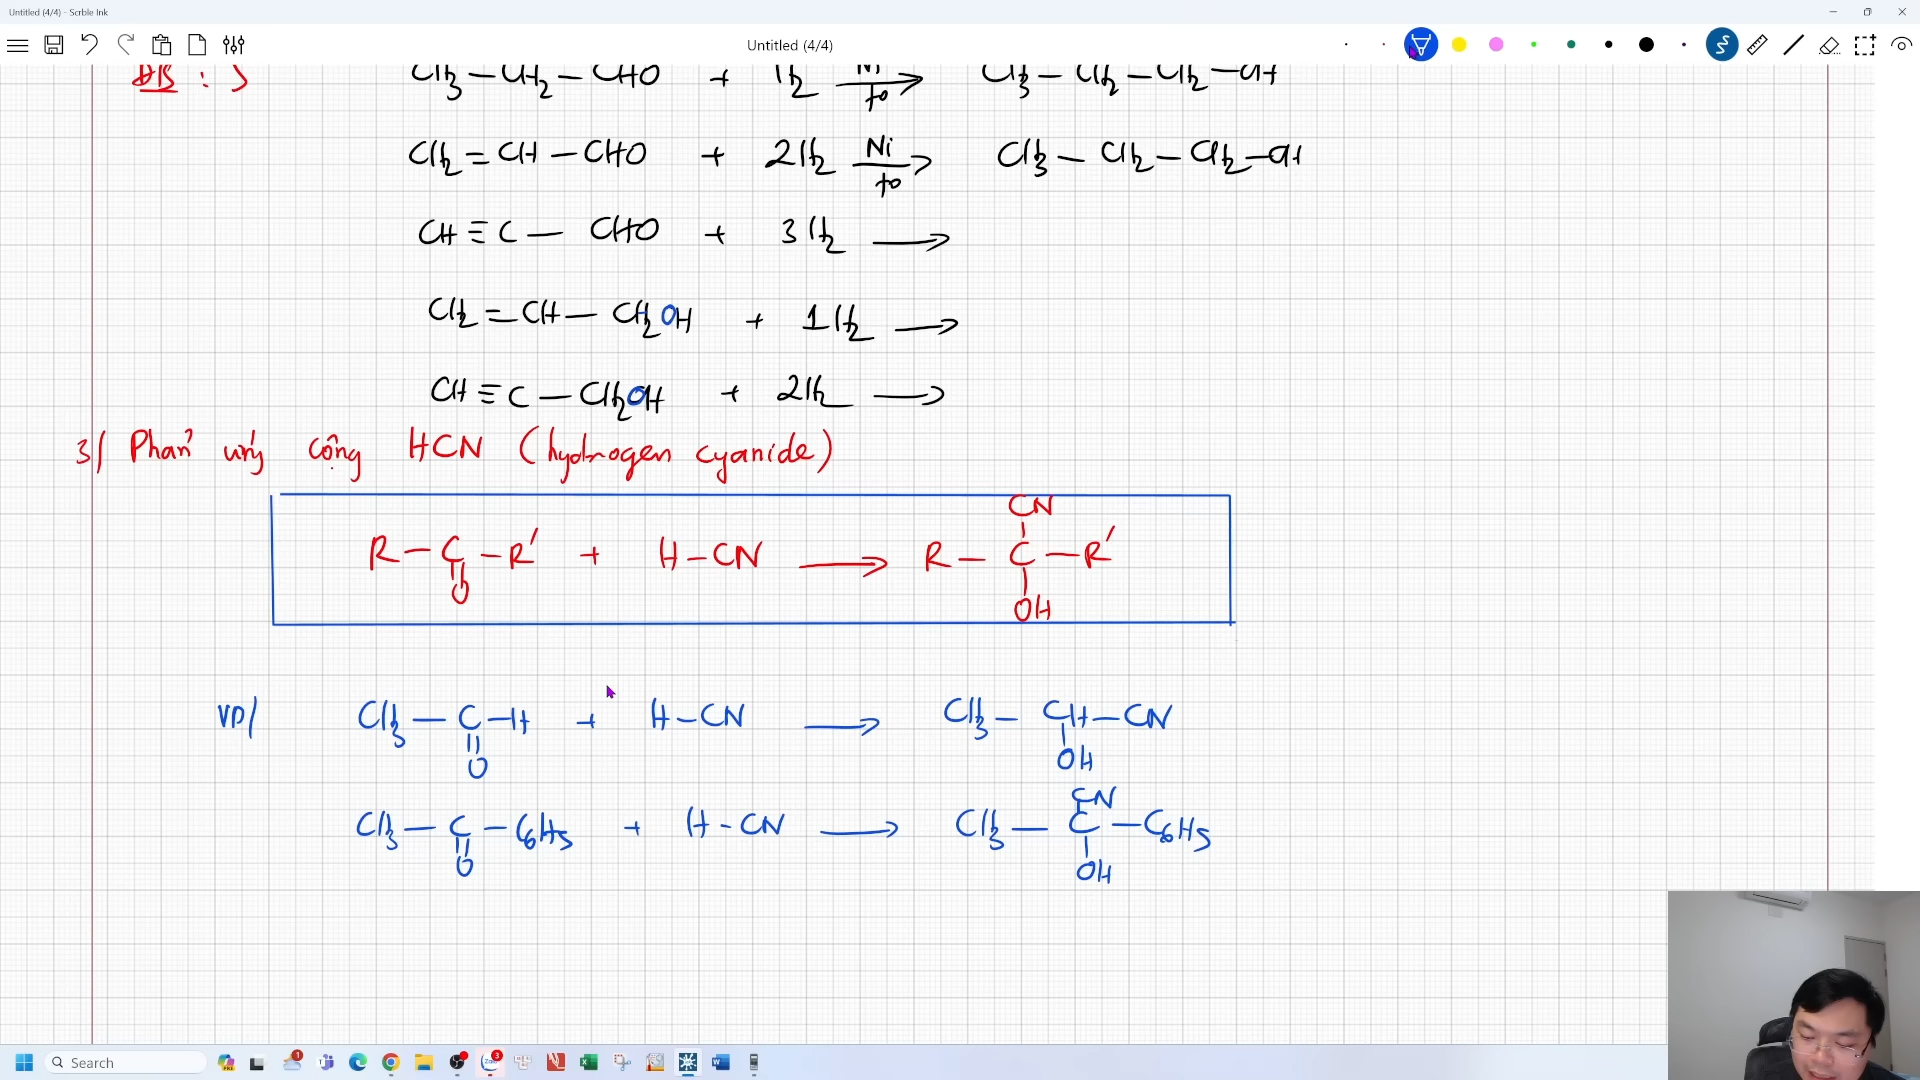 Untitled (4/4) - Scrble Ink
Untitled (4/4)
ĐB : 
CH3 – CH2 – CHO + H2 Ni t° → CH3 – CH2 – CH2 – OH
CH2 = CH – CHO + 2H2 Ni t° → CH3 – CH2 – CH2 – OH
CH ≡ C – CHO + 3H2 →
CH2 = CH – CH2OH + 1H2 →
CH ≡ C – CH2OH + 2H2 →
3/ Phản ứng cộng HCN (hydrogen cyanide)
CN
R – C – R' + H – CN → R – C – R'
O OH
VD/ CH3 – C – H + H – CN → CH3 – CH – CN
O OH
CN
CH3 – C – C6H5 + H – CN → CH3 – C – C6H5
O OH
Search